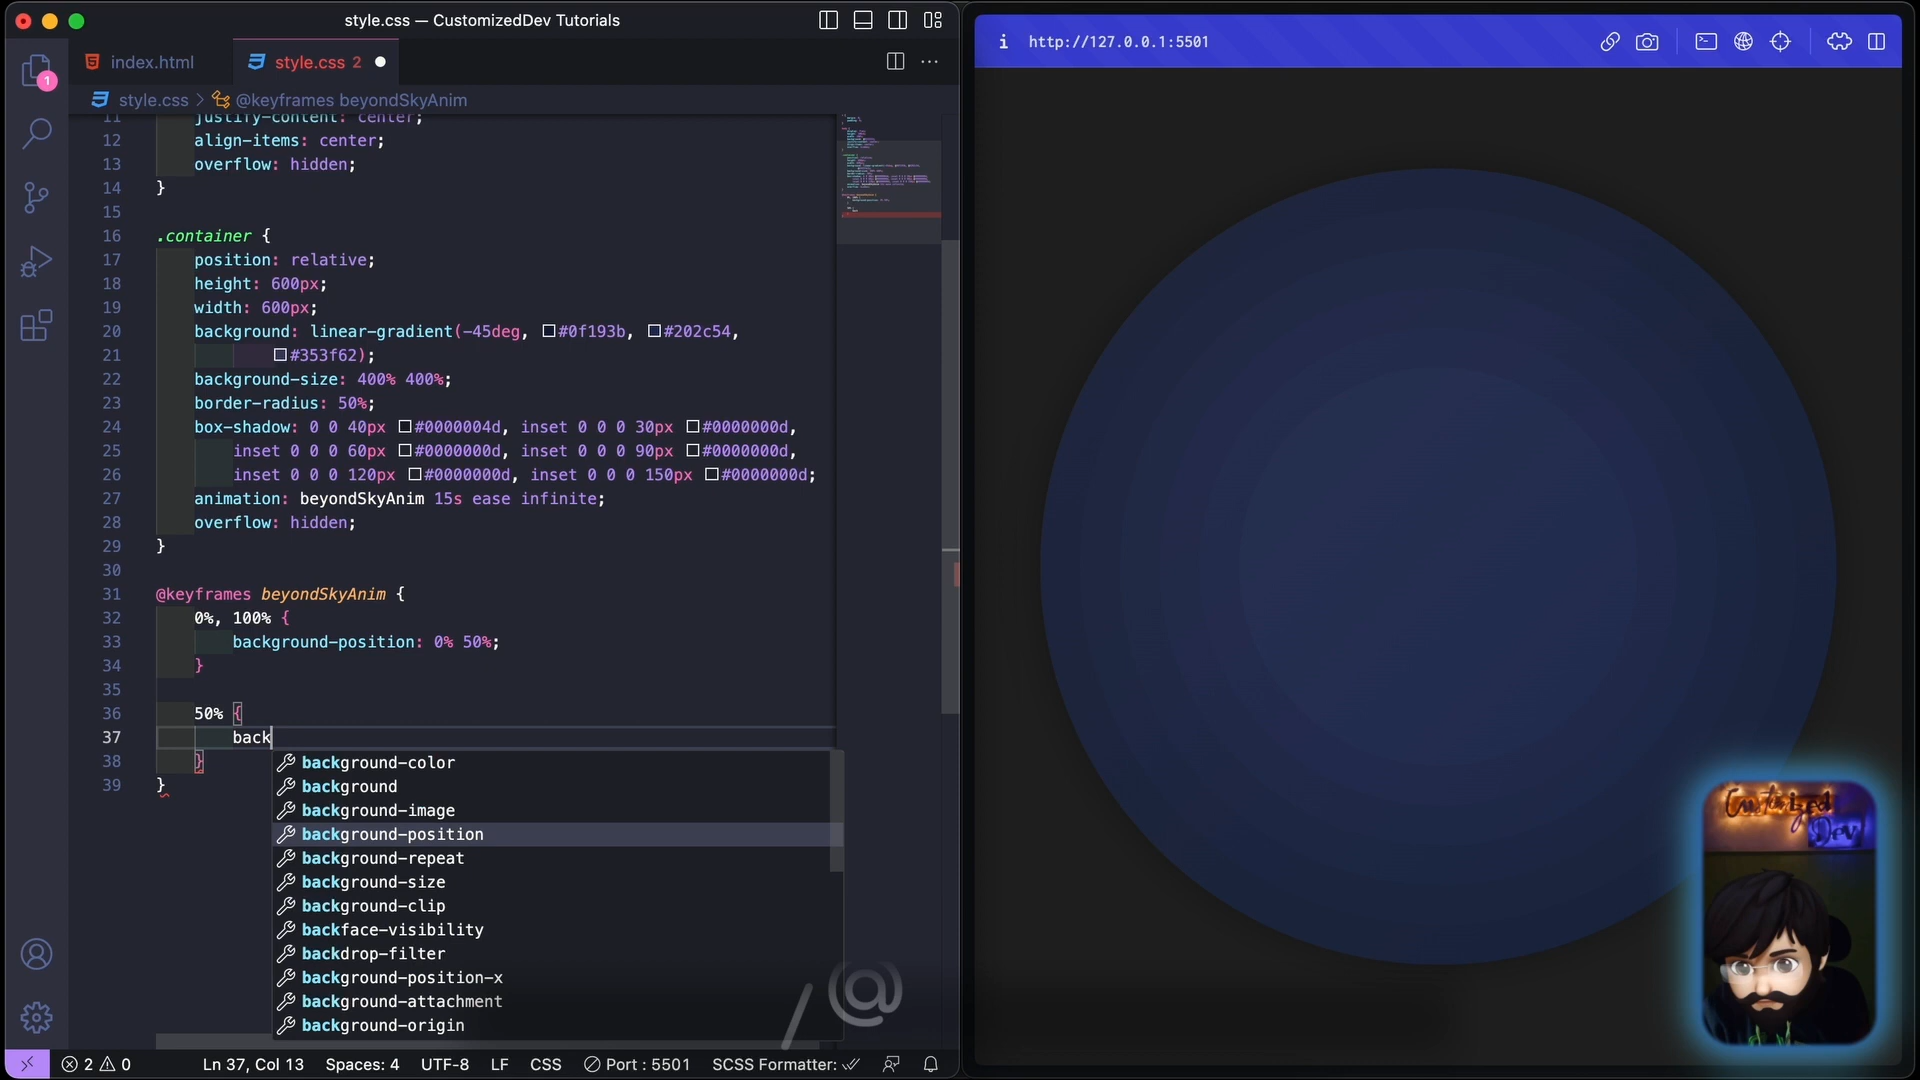 style.css — CustomizedDev Tutorials
index.html
style.css 2
style.css > @keyframes beyondSkyAnim
http://127.0.0.1:5501
1
11 justify-content: center;
12 align-items: center;
13 overflow: hidden;
14 }
15
16 .container {
17 position: relative;
18 height: 600px;
19 width: 600px;
20 background: linear-gradient(-45deg, #0f193b, #202c54,
21 #353f62);
22 background-size: 400% 400%;
23 border-radius: 50%;
24 box-shadow: 0 0 40px #0000004d, inset 0 0 0 30px #0000000d,
25 inset 0 0 0 60px #0000000d, inset 0 0 0 90px #0000000d,
26 inset 0 0 0 120px #0000000d, inset 0 0 0 150px #0000000d;
27 animation: beyondSkyAnim 15s ease infinite;
28 overflow: hidden;
29 }
30
31 @keyframes beyondSkyAnim {
32 0%, 100% {
33 background-position: 0% 50%;
34 }
35
36 50% {
37 back
38 }
39 }
background-color
background
background-image
background-position
background-repeat
background-size
background-clip
backface-visibility
backdrop-filter
background-position-x
background-attachment
background-origin
/@
Customized
Dev
2 0
Ln 37, Col 13
Spaces: 4
UTF-8
LF
CSS
Port : 5501
SCSS Formatter: